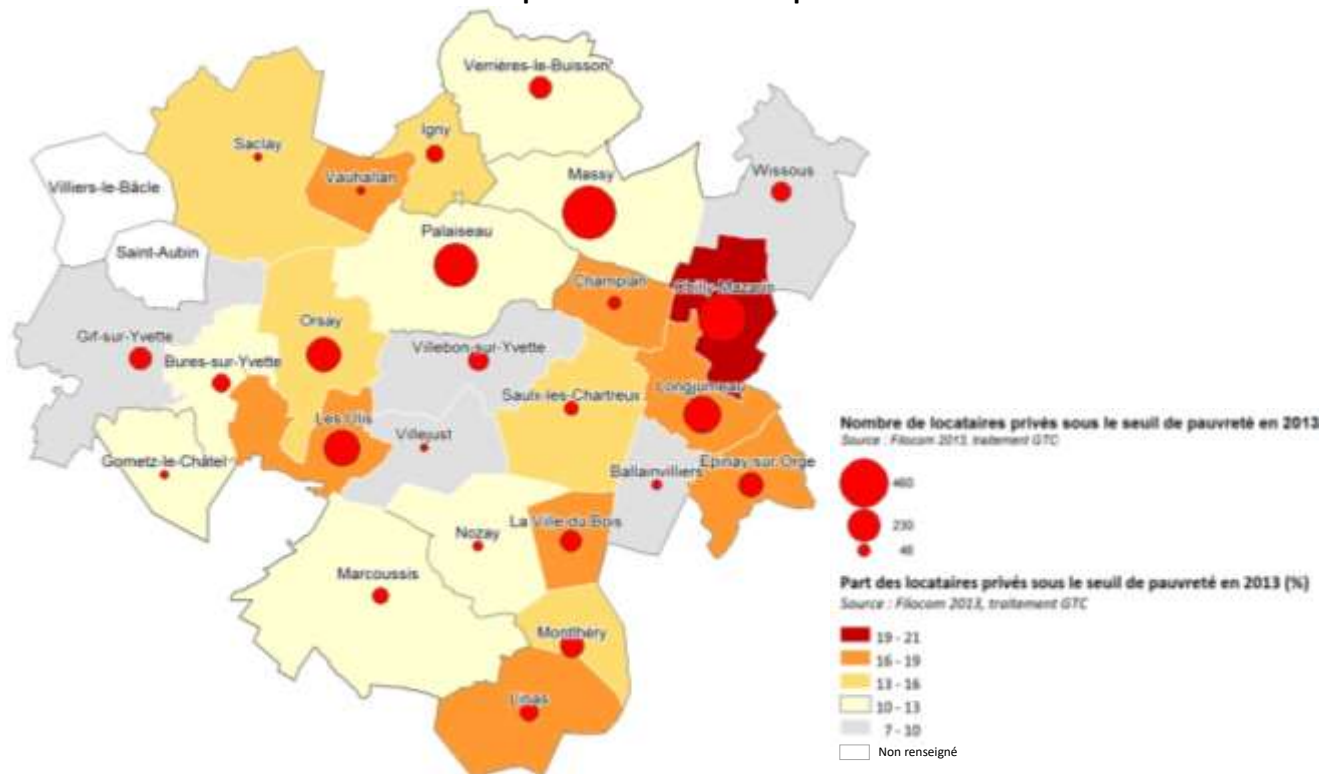 Verrières-le-Buisson
Igny
Saclay
Wissous
Massy
Vauhallan
Villiers-le-Bâcle
Palaiseau
Saint-Aubin
Champlan
Chilly-Mazarin
Orsay
Gif-sur-Yvette
Villebon-sur-Yvette
Bures-sur-Yvette
Longjumeau
Saulx-les-Chartreux
Les Ulis
Villejust
Gometz-le-Châtel
Ballainvilliers
Epinay-sur-Orge
La Ville du Bois
Nozay
Marcoussis
Montlhéry
Linas
Nombre de locataires privés sous le seuil de pauvreté en 2013
Source : Filocom 2013, traitement GTC
460
230
46
Part des locataires privés sous le seuil de pauvreté en 2013 (%)
Source : Filocom 2013, traitement GTC
19 - 21
16 - 19
13 - 16
10 - 13
7 - 10
Non renseigné